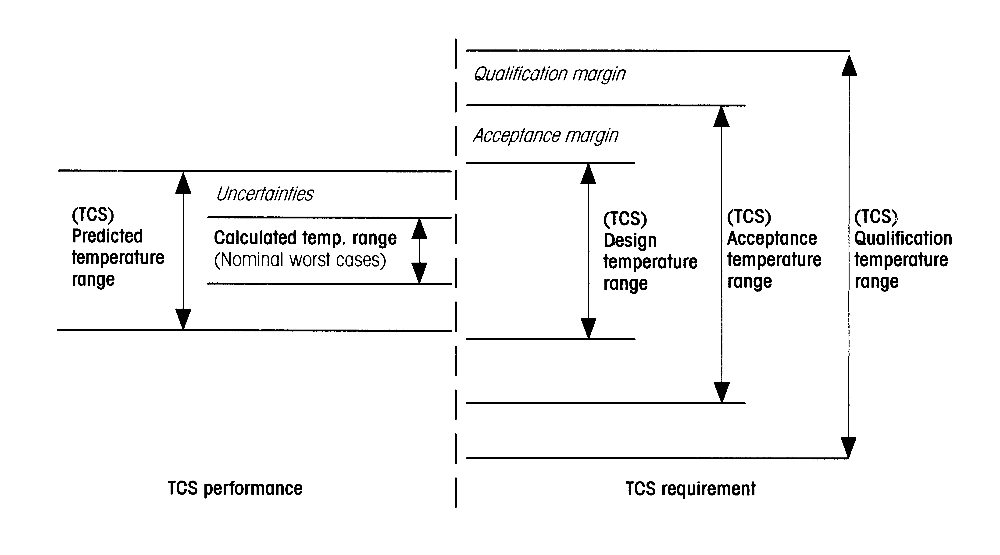 Qualification margin
Acceptance margin
Uncertainties
(TCS)
Predicted
temperature
range
Calculated temp. range
(Nominal worst cases)
(TCS)
Design
temperature
range
(TCS)
Acceptance
temperature
range
(TCS)
Qualification
temperature
range
TCS performance
TCS requirement